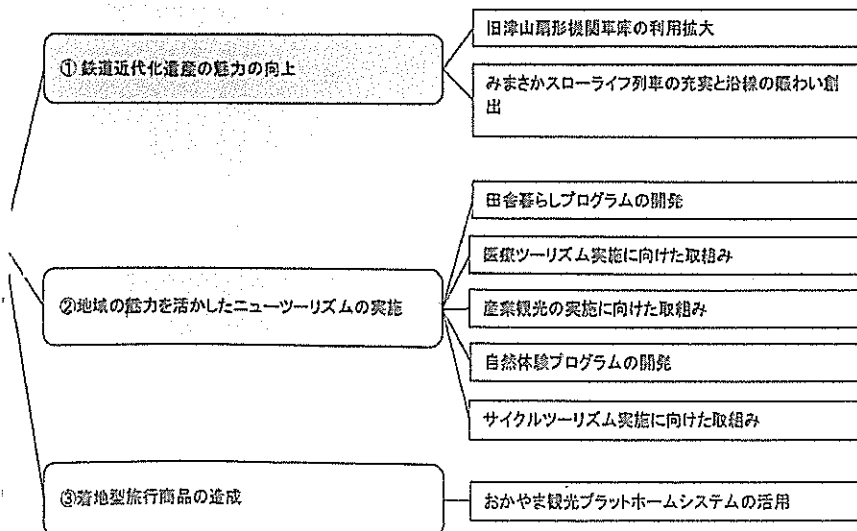 ①鉄道近代化遺産の魅力の向上
旧津山扇形機関車庫の利用拡大
みまさかスローライフ列車の充実と沿線の賑わい創
出
②地域の魅力を活かしたニューツーリズムの実施
田舎暮らしプログラムの開発
医療ツーリズム実施に向けた取組み
産業観光の実施に向けた取組み
自然体験プログラムの開発
サイクルツーリズム実施に向けた取組み
③着地型旅行商品の造成
おかやま観光プラットホームシステムの活用